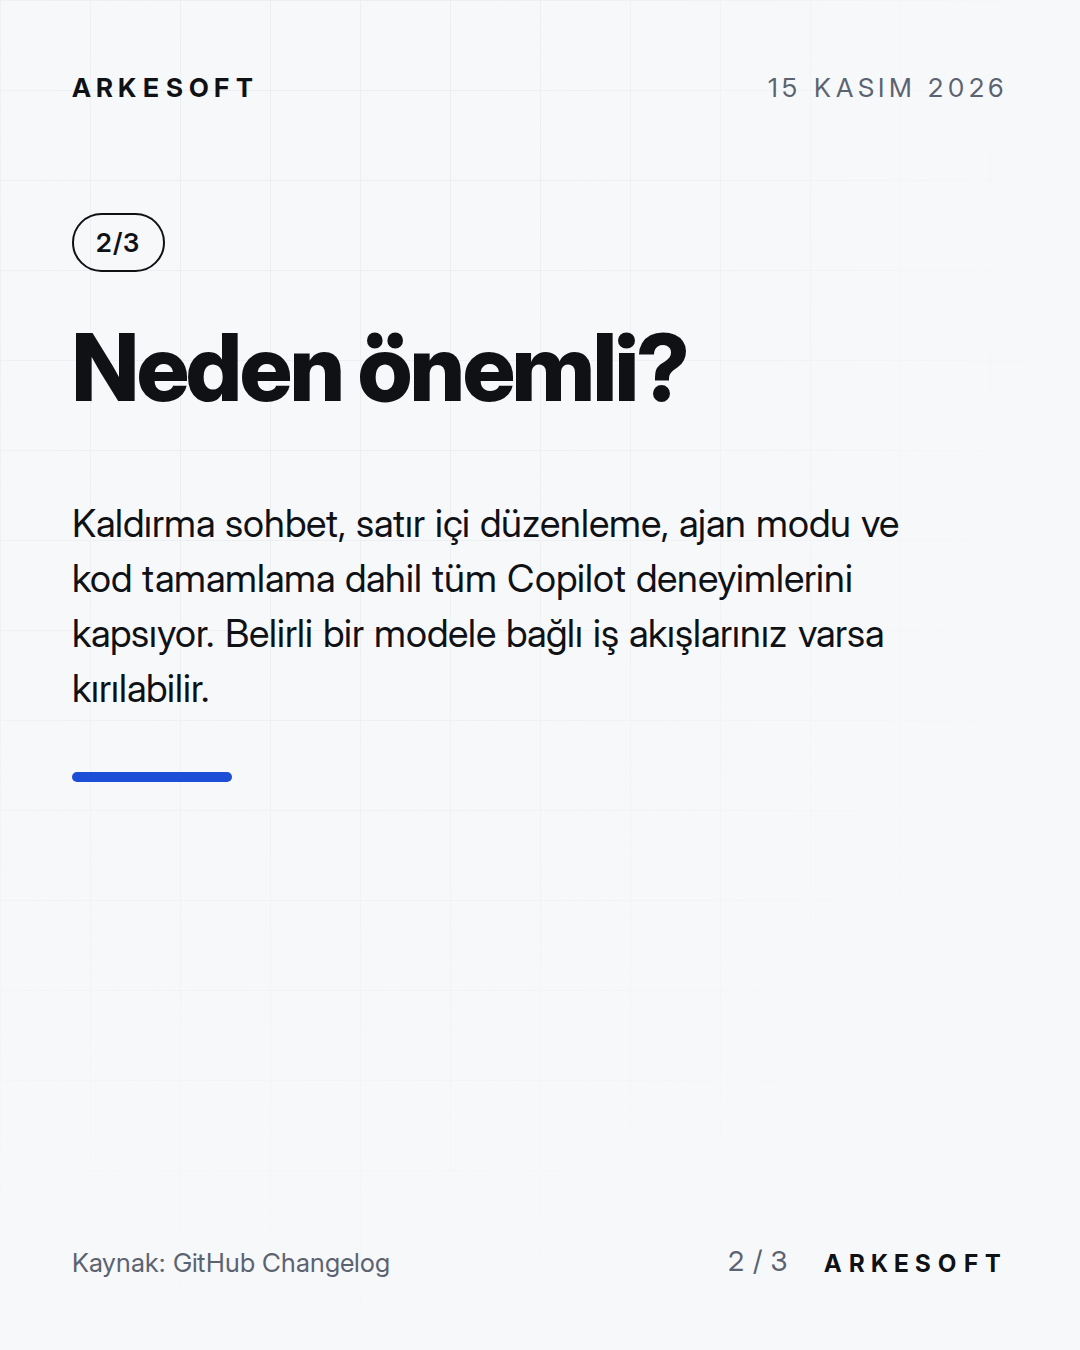 ARKESOFT
15 KASIM 2026
2/3
Neden önemli?
Kaldırma sohbet, satır içi düzenleme, ajan modu ve
kod tamamlama dahil tüm Copilot deneyimlerini
kapsıyor. Belirli bir modele bağlı iş akışlarınız varsa
kırılabilir.
Kaynak: GitHub Changelog
2 / 3
ARKESOFT